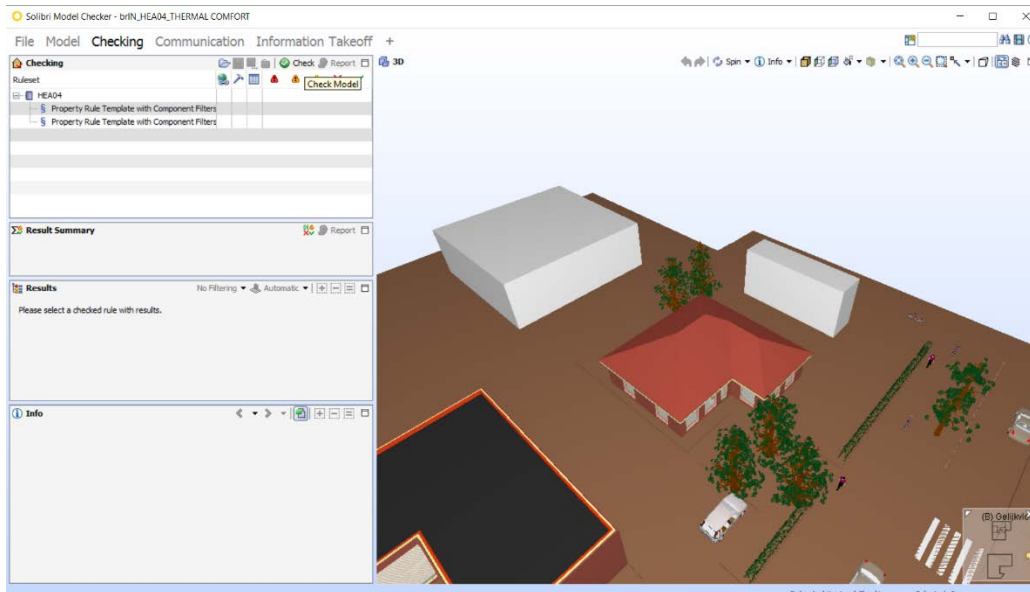 Solibri Model Checker - brIN_HEA04_THERMAL COMFORT
File Model Checking Communication Information Takeoff +
Checking
Check Report
3D
Spin Info
Ruleset
Check Model
HEA04
§ Property Rule Template with Component Filters
§ Property Rule Template with Component Filters
Result Summary
Report
Results
No Filtering Automatic
Please select a checked rule with results.
Info